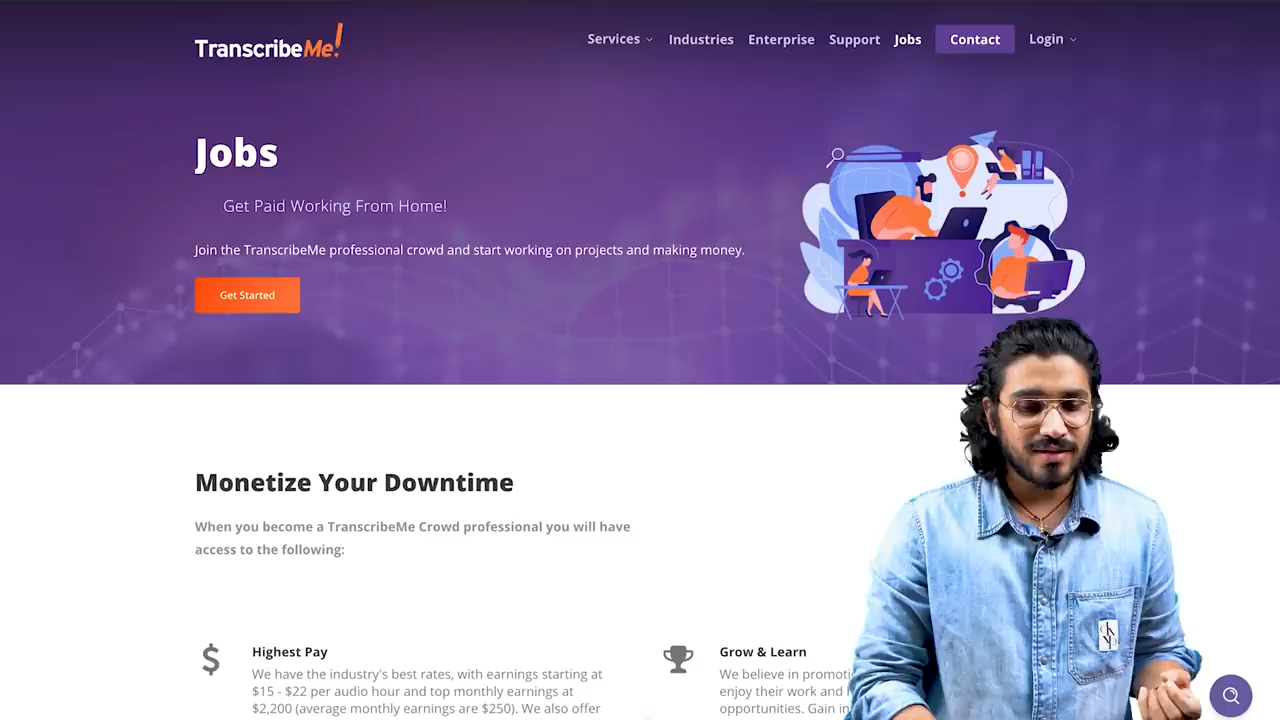 TranscribeMe!
Services
Industries
Enterprise
Support
Jobs
Contact
Login
Jobs
Get Paid Working From Home!
Join the TranscribeMe professional crowd and start working on projects and making money.
Get Started
Monetize Your Downtime
When you become a TranscribeMe Crowd professional you will have
access to the following:
Highest Pay
We have the industry's best rates, with earnings starting at
$15 - $22 per audio hour and top monthly earnings at
$2,200 (average monthly earnings are $250). We also offer
Grow & Learn
We believe in
enjoy their work and
opportunities. Gain